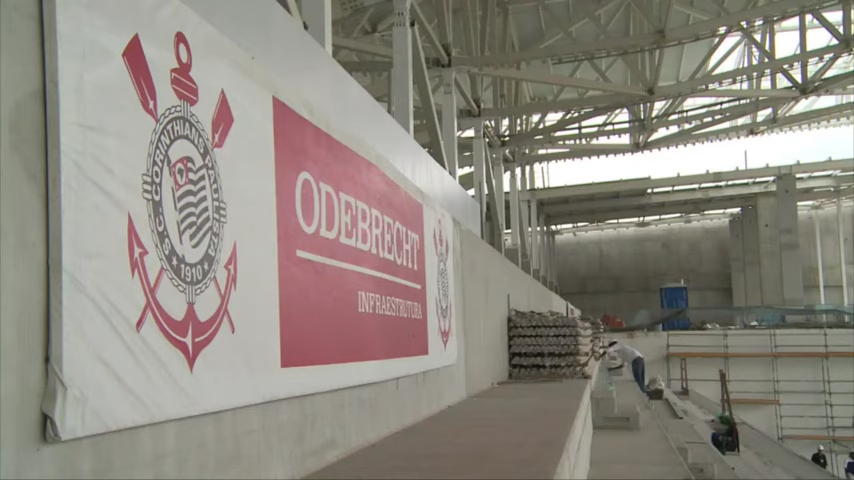 S.C. CORINTHIANS PAULISTA
1910
ODEBRECHT
INFRAESTRUTURA